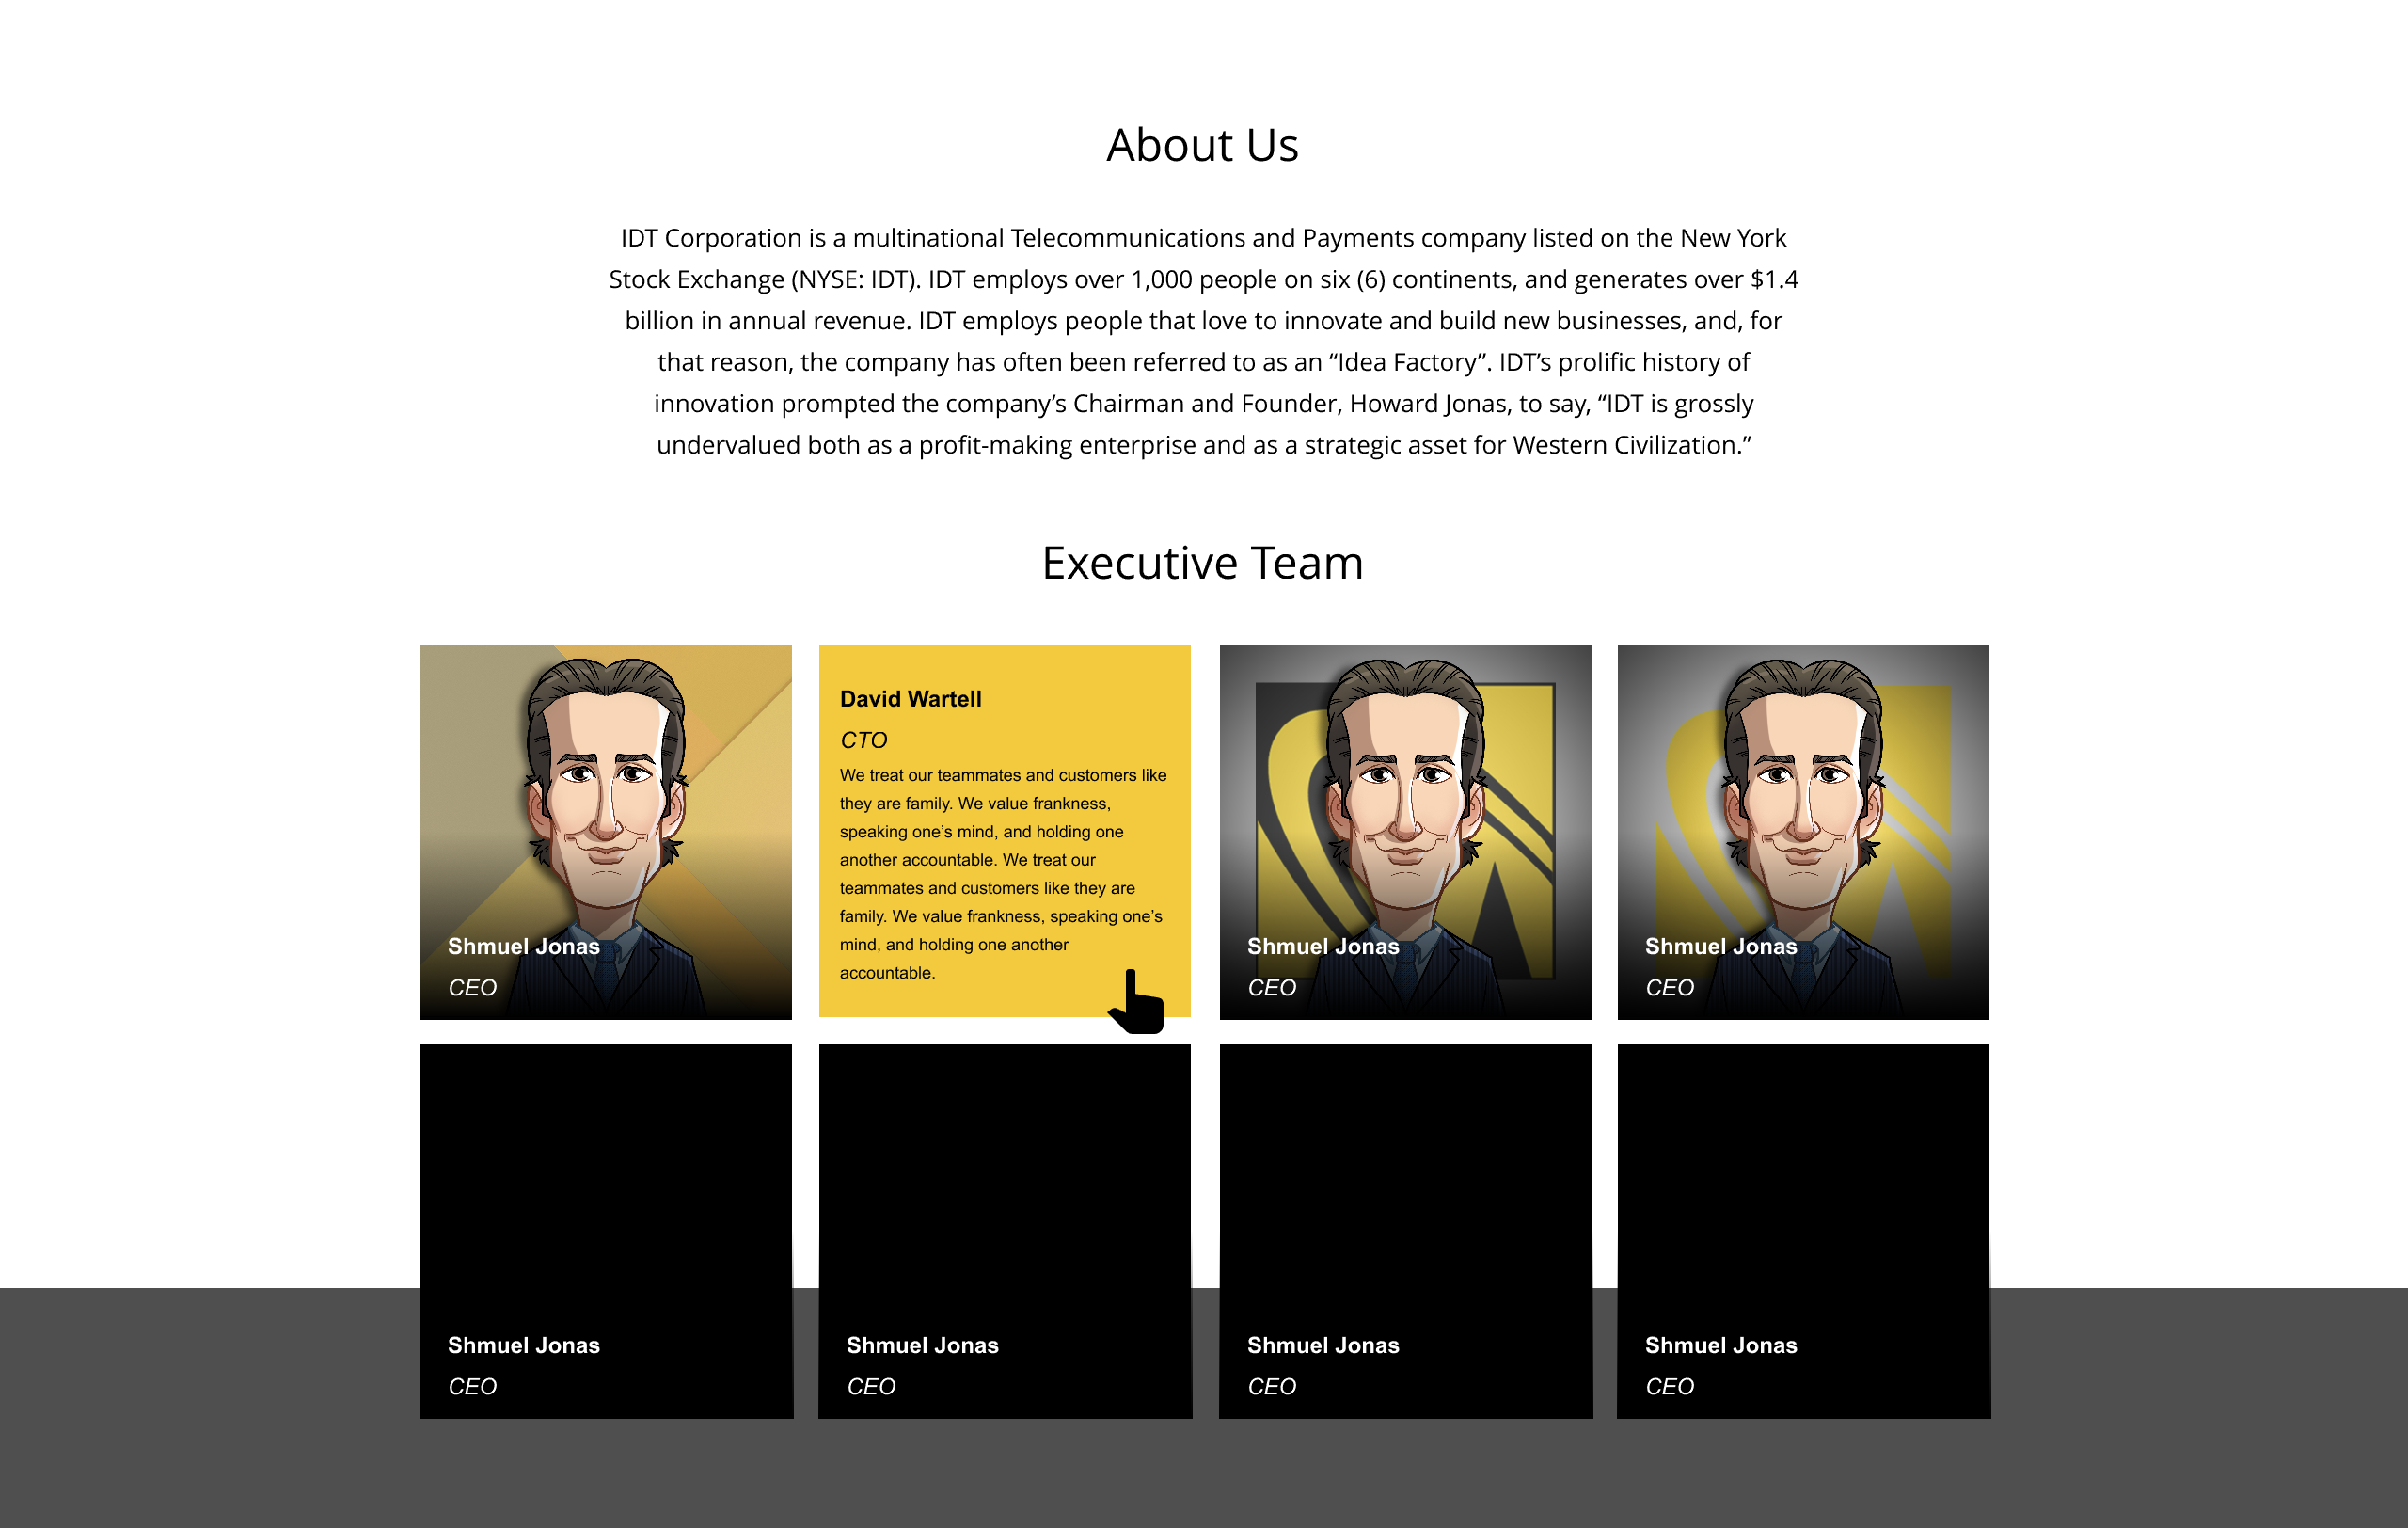 About Us
IDT Corporation is a multinational Telecommunications and Payments company listed on the New York
Stock Exchange (NYSE: IDT). IDT employs over 1,000 people on six (6) continents, and generates over $1.4
billion in annual revenue. IDT employs people that love to innovate and build new businesses, and, for
that reason, the company has often been referred to as an “Idea Factory”. IDT’s prolific history of
innovation prompted the company’s Chairman and Founder, Howard Jonas, to say, “IDT is grossly
undervalued both as a profit-making enterprise and as a strategic asset for Western Civilization.”
Executive Team
Shmuel Jonas
CEO
David Wartell
CTO
We treat our teammates and customers like
they are family. We value frankness,
speaking one’s mind, and holding one
another accountable. We treat our
teammates and customers like they are
family. We value frankness, speaking one’s
mind, and holding one another
accountable.
Shmuel Jonas
CEO
Shmuel Jonas
CEO
Shmuel Jonas
CEO
Shmuel Jonas
CEO
Shmuel Jonas
CEO
Shmuel Jonas
CEO